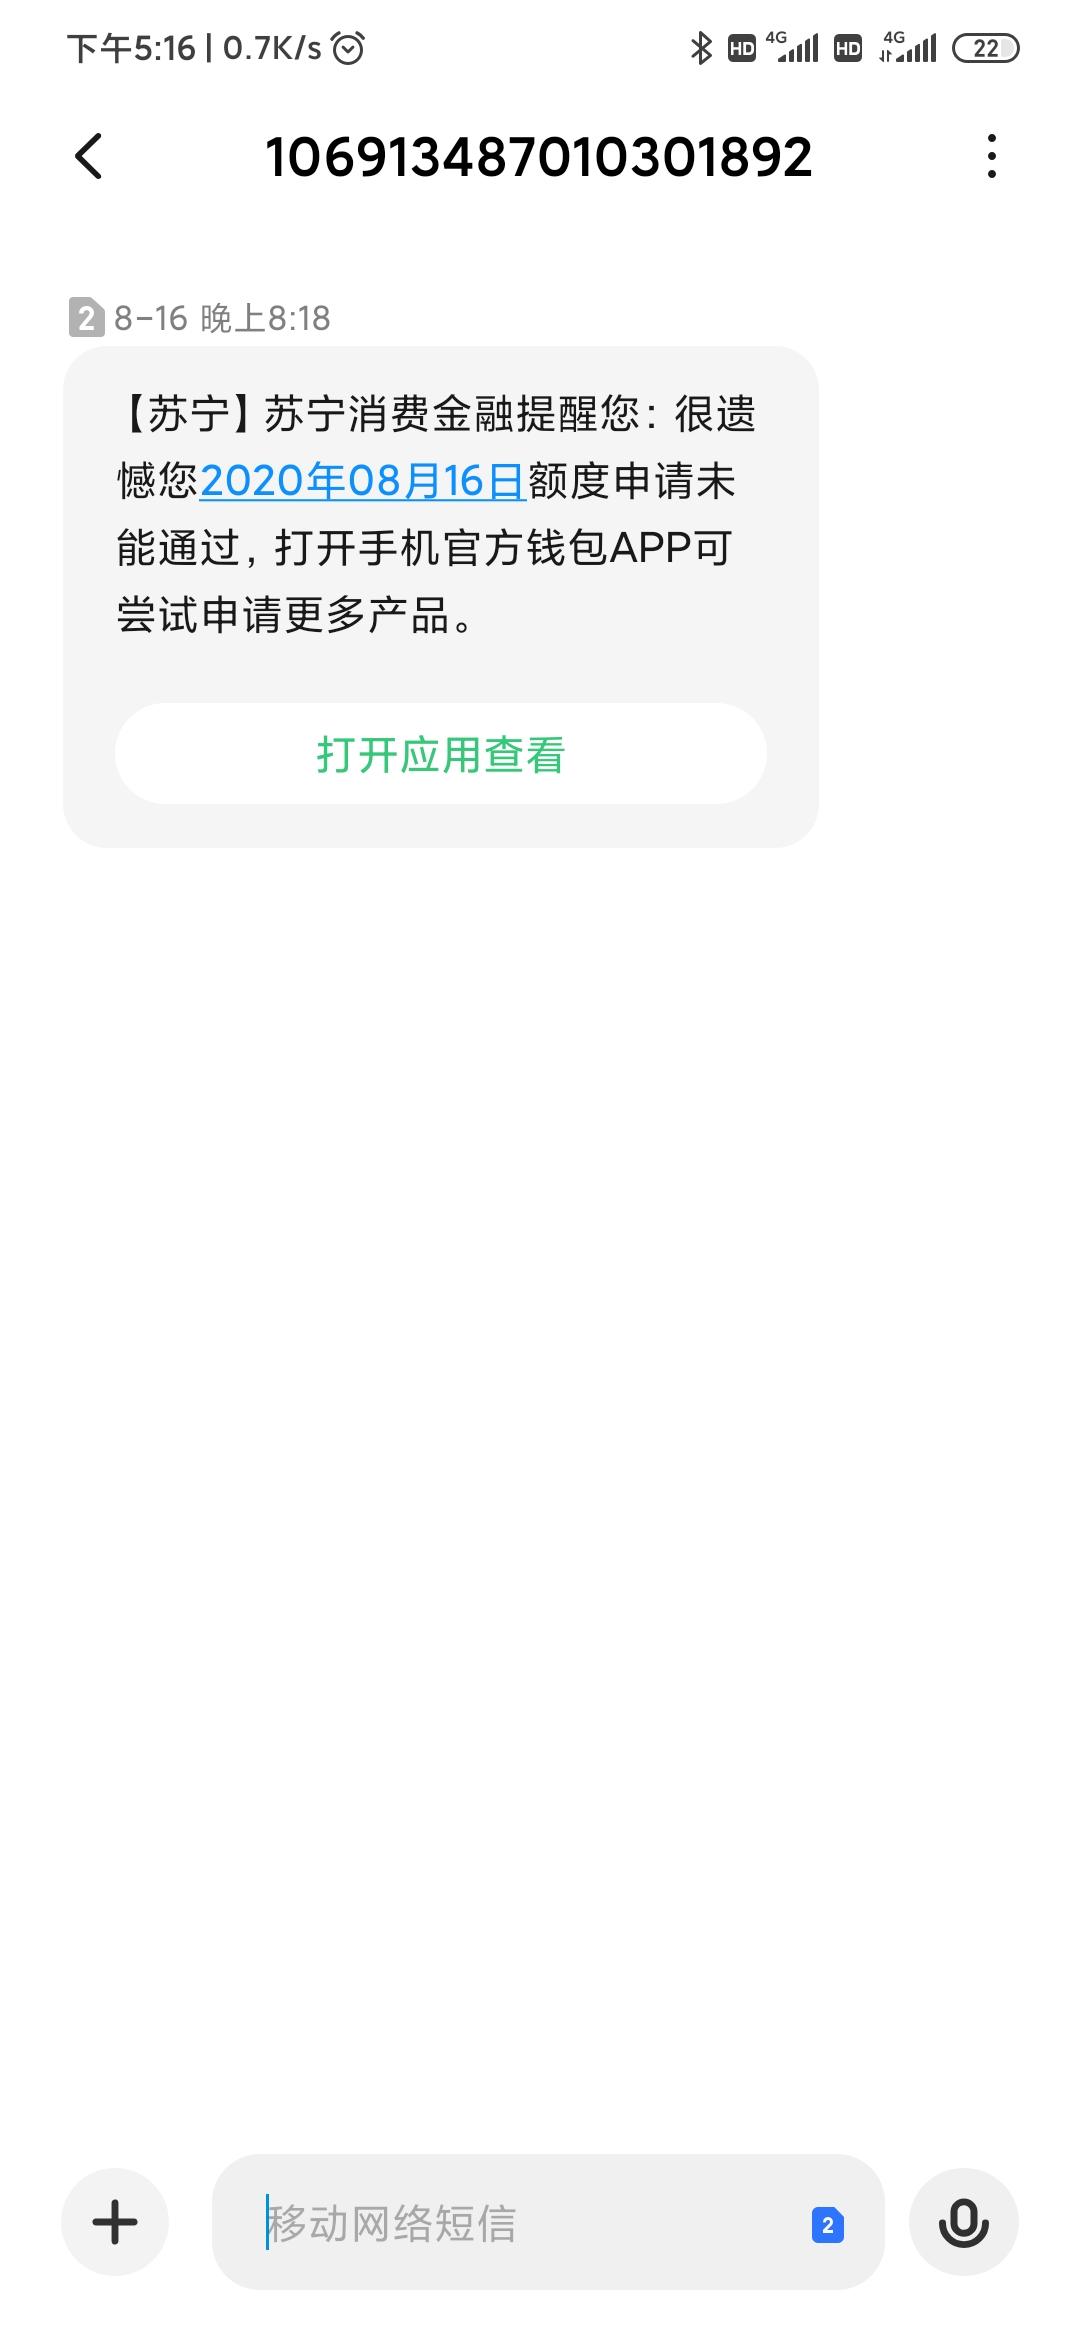 下午5:16 | 0.7K/s
HD 4G HD 4G 22
106913487010301892
2 8-16 晚上8:18
【苏宁】苏宁消费金融提醒您：很遗
憾您2020年08月16日额度申请未
能通过，打开手机官方钱包APP可
尝试申请更多产品。
打开应用查看
移动网络短信 2